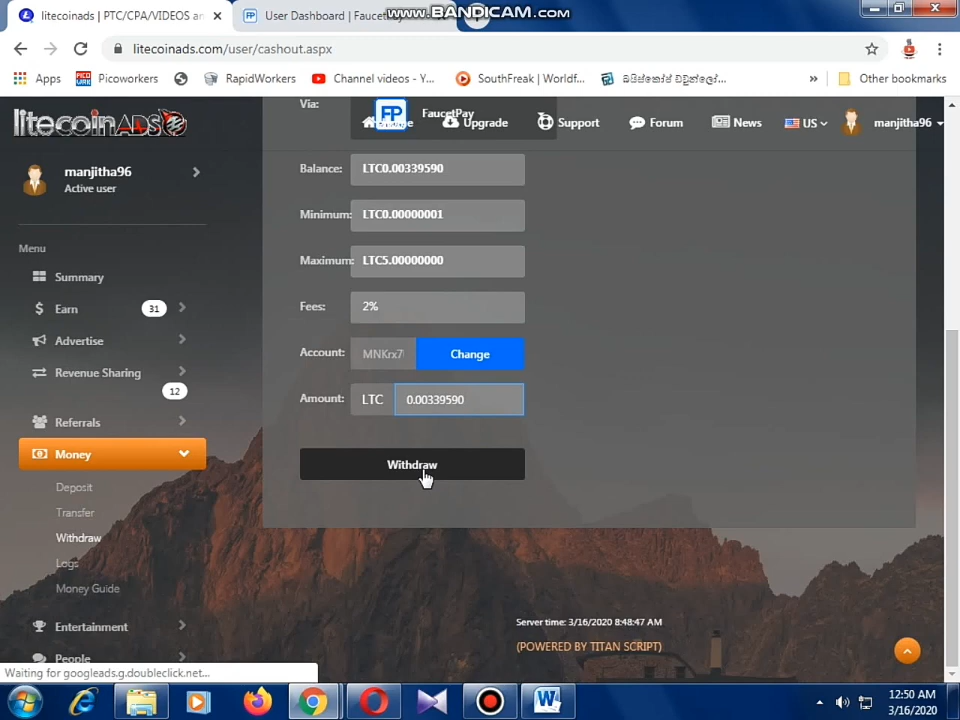 litecoinads | PTC/CPA/VIDEOS an
User Dashboard | Faucet
www.BANDICAM.com
litecoinads.com/user/cashout.aspx
Apps
PICO WORK
Picoworkers
RapidWorkers
Channel videos - Y...
SouthFreak | Worldf...
»
Other bookmarks
litecoinADS
Via:
FP
FaucetPay
Upgrade
Support
Forum
News
US
manjitha96
manjitha96
Active user
Balance:
LTC0.00339590
Minimum:
LTC0.00000001
Maximum:
LTC5.00000000
Fees:
2%
Account:
MNKrx7
Change
Amount:
LTC
0.00339590
Withdraw
Menu
Summary
Earn
31
Advertise
Revenue Sharing
12
Referrals
Money
Deposit
Transfer
Withdraw
Logs
Money Guide
Entertainment
People
Server time: 3/16/2020 8:48:47 AM
(POWERED BY TITAN SCRIPT)
Waiting for googleads.g.doubleclick.net...
12:50 AM
3/16/2020